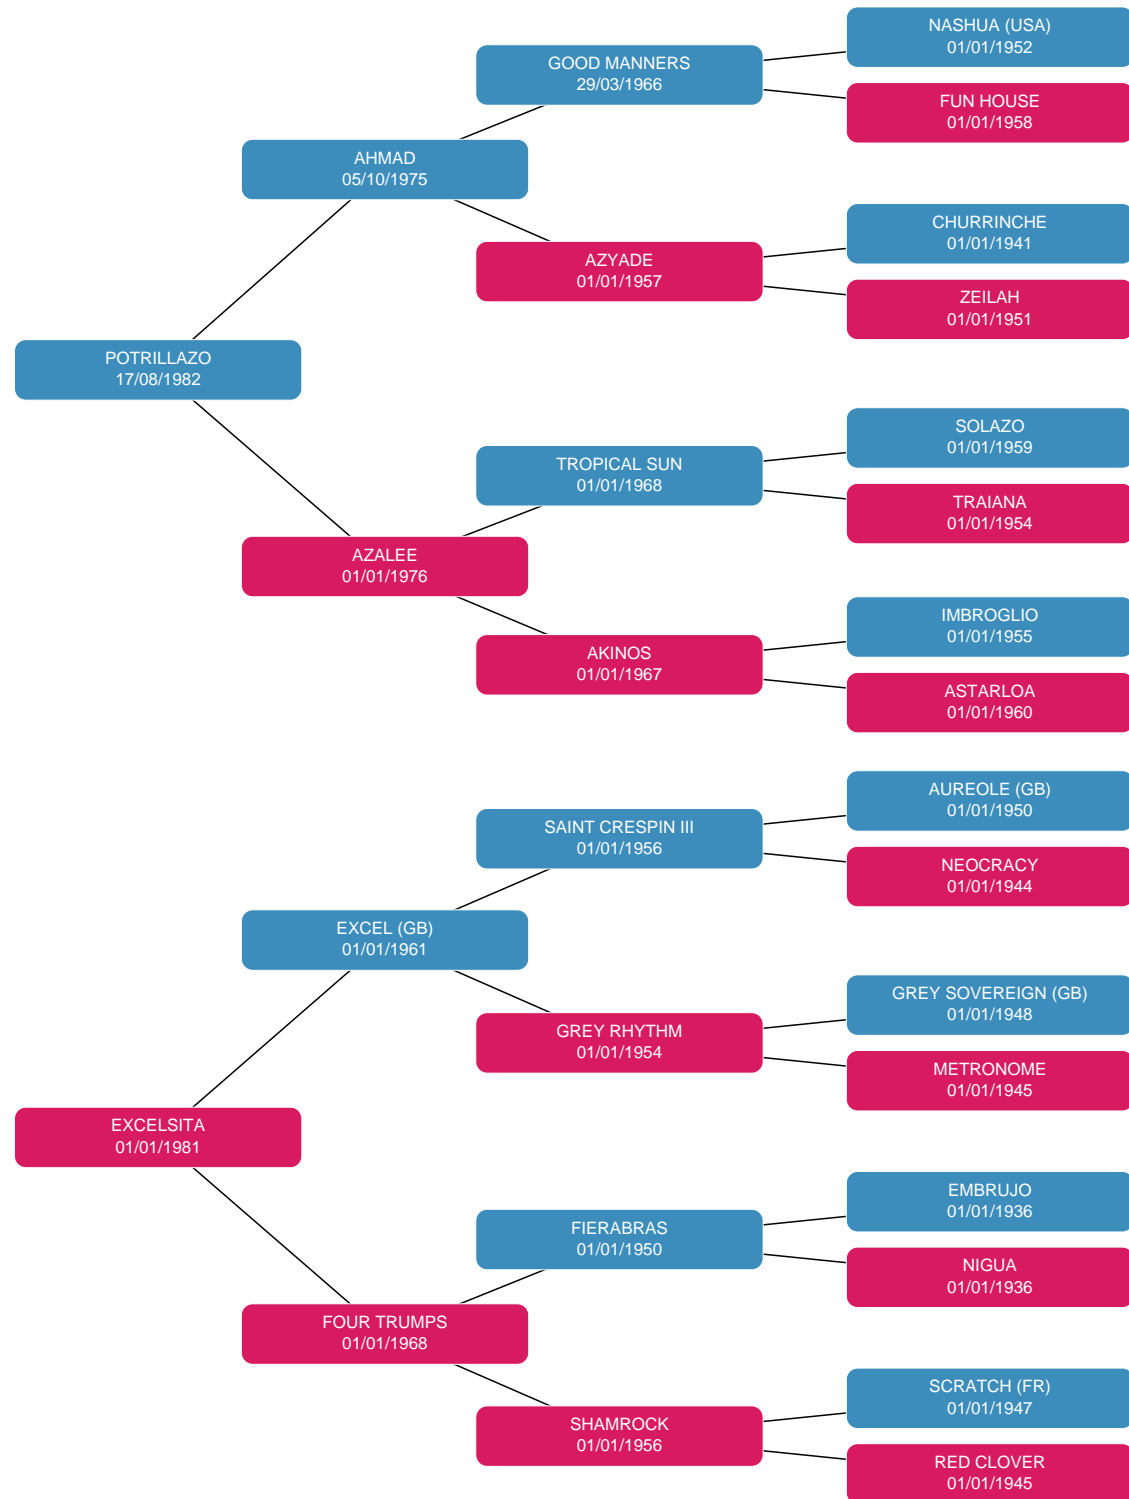 NASHUA (USA)
01/01/1952
GOOD MANNERS
29/03/1966
FUN HOUSE
01/01/1958
AHMAD
05/10/1975
CHURRINCHE
01/01/1941
AZYADE
01/01/1957
ZEILAH
01/01/1951
POTRILLAZO
17/08/1982
SOLAZO
01/01/1959
TROPICAL SUN
01/01/1968
TRAIANA
01/01/1954
AZALEE
01/01/1976
IMBROGLIO
01/01/1955
AKINOS
01/01/1967
ASTARLOA
01/01/1960
AUREOLE (GB)
01/01/1950
SAINT CRESPIN III
01/01/1956
NEOCRACY
01/01/1944
EXCEL (GB)
01/01/1961
GREY SOVEREIGN (GB)
01/01/1948
GREY RHYTHM
01/01/1954
METRONOME
01/01/1945
EXCELSITA
01/01/1981
EMBRUJO
01/01/1936
FIERABRAS
01/01/1950
NIGUA
01/01/1936
FOUR TRUMPS
01/01/1968
SCRATCH (FR)
01/01/1947
SHAMROCK
01/01/1956
RED CLOVER
01/01/1945